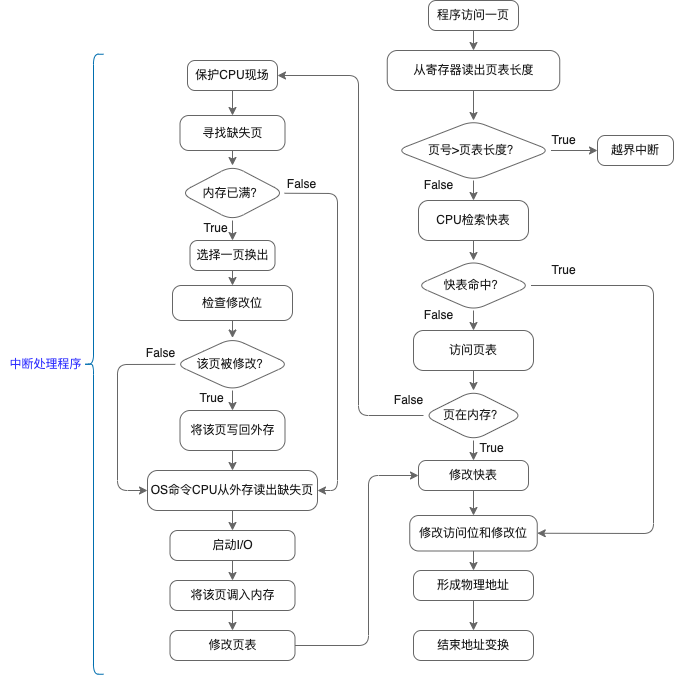 程序访问一页
从寄存器读出页表长度
页号>页表长度?
True
越界中断
False
CPU检索快表
快表命中?
True
False
访问页表
页在内存?
False
True
修改快表
修改访问位和修改位
形成物理地址
结束地址变换
中断处理程序
保护CPU现场
寻找缺失页
内存已满?
False
True
选择一页换出
检查修改位
该页被修改?
False
True
将该页写回外存
OS命令CPU从外存读出缺失页
启动I/O
将该页调入内存
修改页表